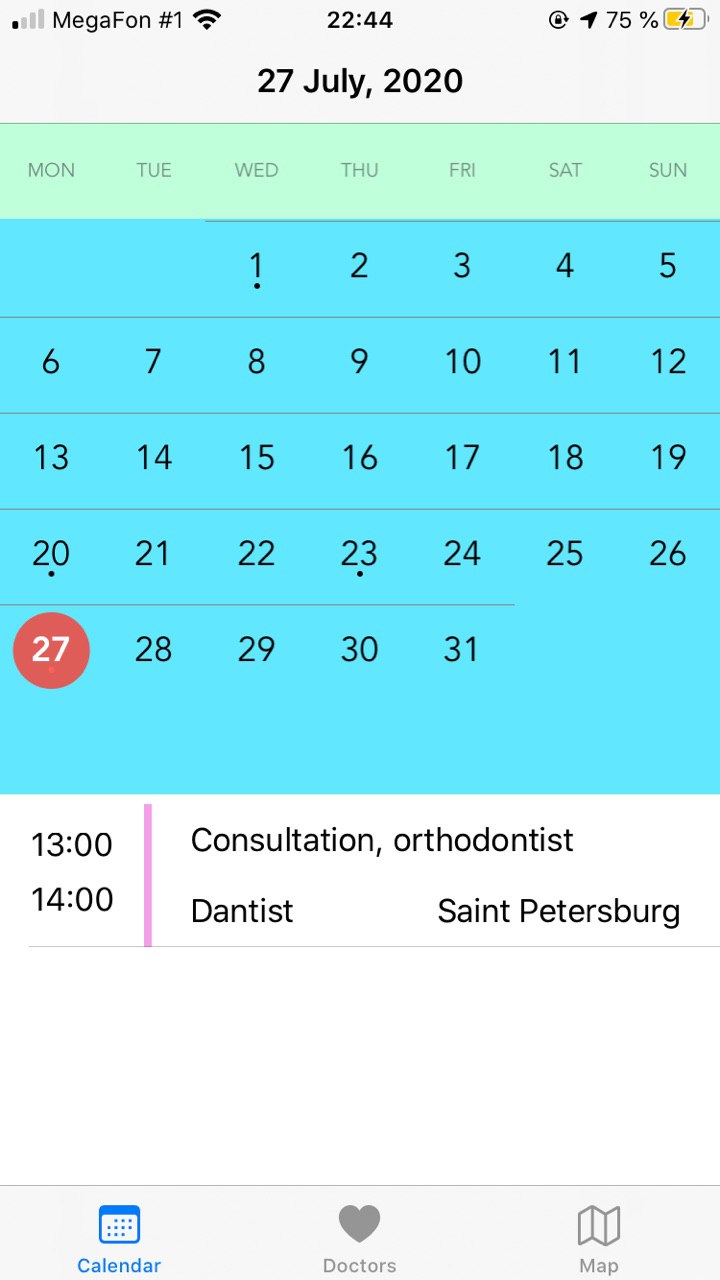 MegaFon #1 22:44 75 %
27 July, 2020
MON TUE WED THU FRI SAT SUN
1 2 3 4 5
6 7 8 9 10 11 12
13 14 15 16 17 18 19
20 21 22 23 24 25 26
27 28 29 30 31
13:00 Consultation, orthodontist
14:00 Dantist Saint Petersburg
Calendar Doctors Map